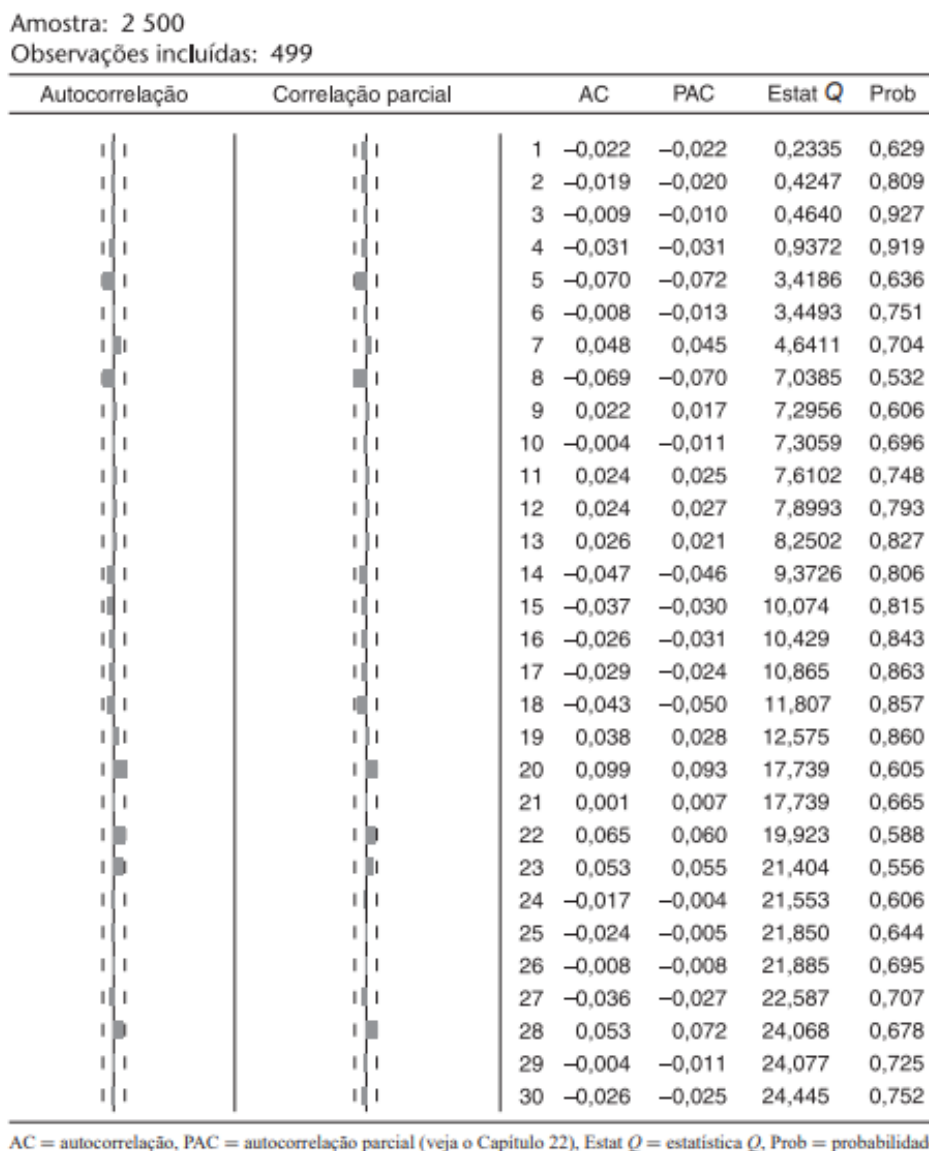 Amostra: 2 500
Observações incluídas: 499
Autocorrelação Correlação parcial AC PAC Estat Q Prob
1 –0,022 –0,022 0,2335 0,629
2 –0,019 –0,020 0,4247 0,809
3 –0,009 –0,010 0,4640 0,927
4 –0,031 –0,031 0,9372 0,919
5 –0,070 –0,072 3,4186 0,636
6 –0,008 –0,013 3,4493 0,751
7 0,048 0,045 4,6411 0,704
8 –0,069 –0,070 7,0385 0,532
9 0,022 0,017 7,2956 0,606
10 –0,004 –0,011 7,3059 0,696
11 0,024 0,025 7,6102 0,748
12 0,024 0,027 7,8993 0,793
13 0,026 0,021 8,2502 0,827
14 –0,047 –0,046 9,3726 0,806
15 –0,037 –0,030 10,074 0,815
16 –0,026 –0,031 10,429 0,843
17 –0,029 –0,024 10,865 0,863
18 –0,043 –0,050 11,807 0,857
19 0,038 0,028 12,575 0,860
20 0,099 0,093 17,739 0,605
21 0,001 0,007 17,739 0,665
22 0,065 0,060 19,923 0,588
23 0,053 0,055 21,404 0,556
24 –0,017 –0,004 21,553 0,606
25 –0,024 –0,005 21,850 0,644
26 –0,008 –0,008 21,885 0,695
27 –0,036 –0,027 22,587 0,707
28 0,053 0,072 24,068 0,678
29 –0,004 –0,011 24,077 0,725
30 –0,026 –0,025 24,445 0,752
AC = autocorrelação, PAC = autocorrelação parcial (veja o Capítulo 22), Estat Q = estatística Q, Prob = probabilidad